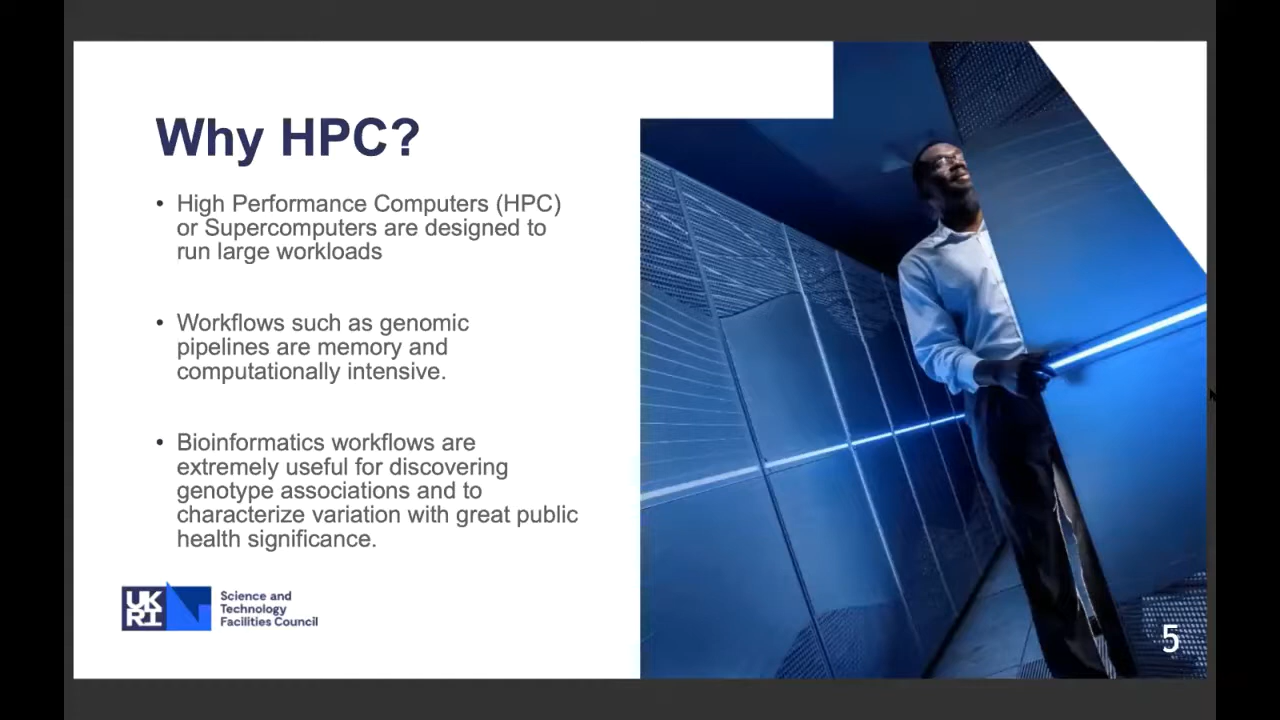 Why HPC?
• High Performance Computers (HPC)
or Supercomputers are designed to
run large workloads
• Workflows such as genomic
pipelines are memory and
computationally intensive.
• Bioinformatics workflows are
extremely useful for discovering
genotype associations and to
characterize variation with great public
health significance.
UK
RI
Science and
Technology
Facilities Council
5